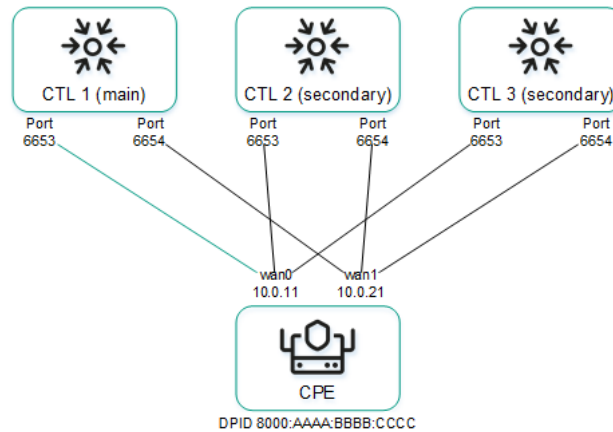 CTL 1 (main)
CTL 2 (secondary)
CTL 3 (secondary)
Port
6653
Port
6654
Port
6653
Port
6654
Port
6653
Port
6654
wan0
10.0.11
wan1
10.0.21
CPE
DPID 8000:AAAA:BBBB:CCCC